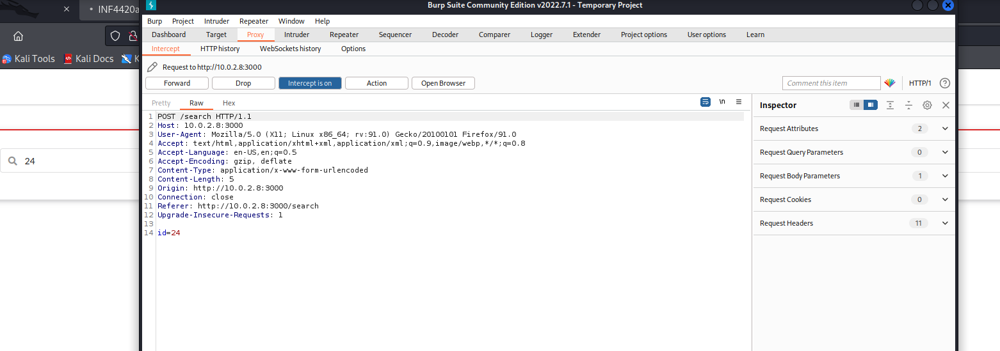 Burp Suite Community Edition v2022.7.1 - Temporary Project
INF4420a
Burp Project Intruder Repeater Window Help
Dashboard Target Proxy Intruder Repeater Sequencer Decoder Comparer Logger Extender Project options User options Learn
Intercept HTTP history WebSockets history Options
Kali Tools Kali Docs K
Request to http://10.0.2.8:3000
Forward Drop Intercept is on Action Open Browser Comment this item HTTP/1 ?
Pretty Raw Hex \n
Inspector
1 POST /search HTTP/1.1
2 Host: 10.0.2.8:3000
3 User-Agent: Mozilla/5.0 (X11; Linux x86_64; rv:91.0) Gecko/20100101 Firefox/91.0
4 Accept: text/html,application/xhtml+xml,application/xml;q=0.9,image/webp,*/*;q=0.8
5 Accept-Language: en-US,en;q=0.5
6 Accept-Encoding: gzip, deflate
7 Content-Type: application/x-www-form-urlencoded
8 Content-Length: 5
9 Origin: http://10.0.2.8:3000
10 Connection: close
11 Referer: http://10.0.2.8:3000/search
12 Upgrade-Insecure-Requests: 1
13
14 id=24
24
Request Attributes 2
Request Query Parameters 0
Request Body Parameters 1
Request Cookies 0
Request Headers 11